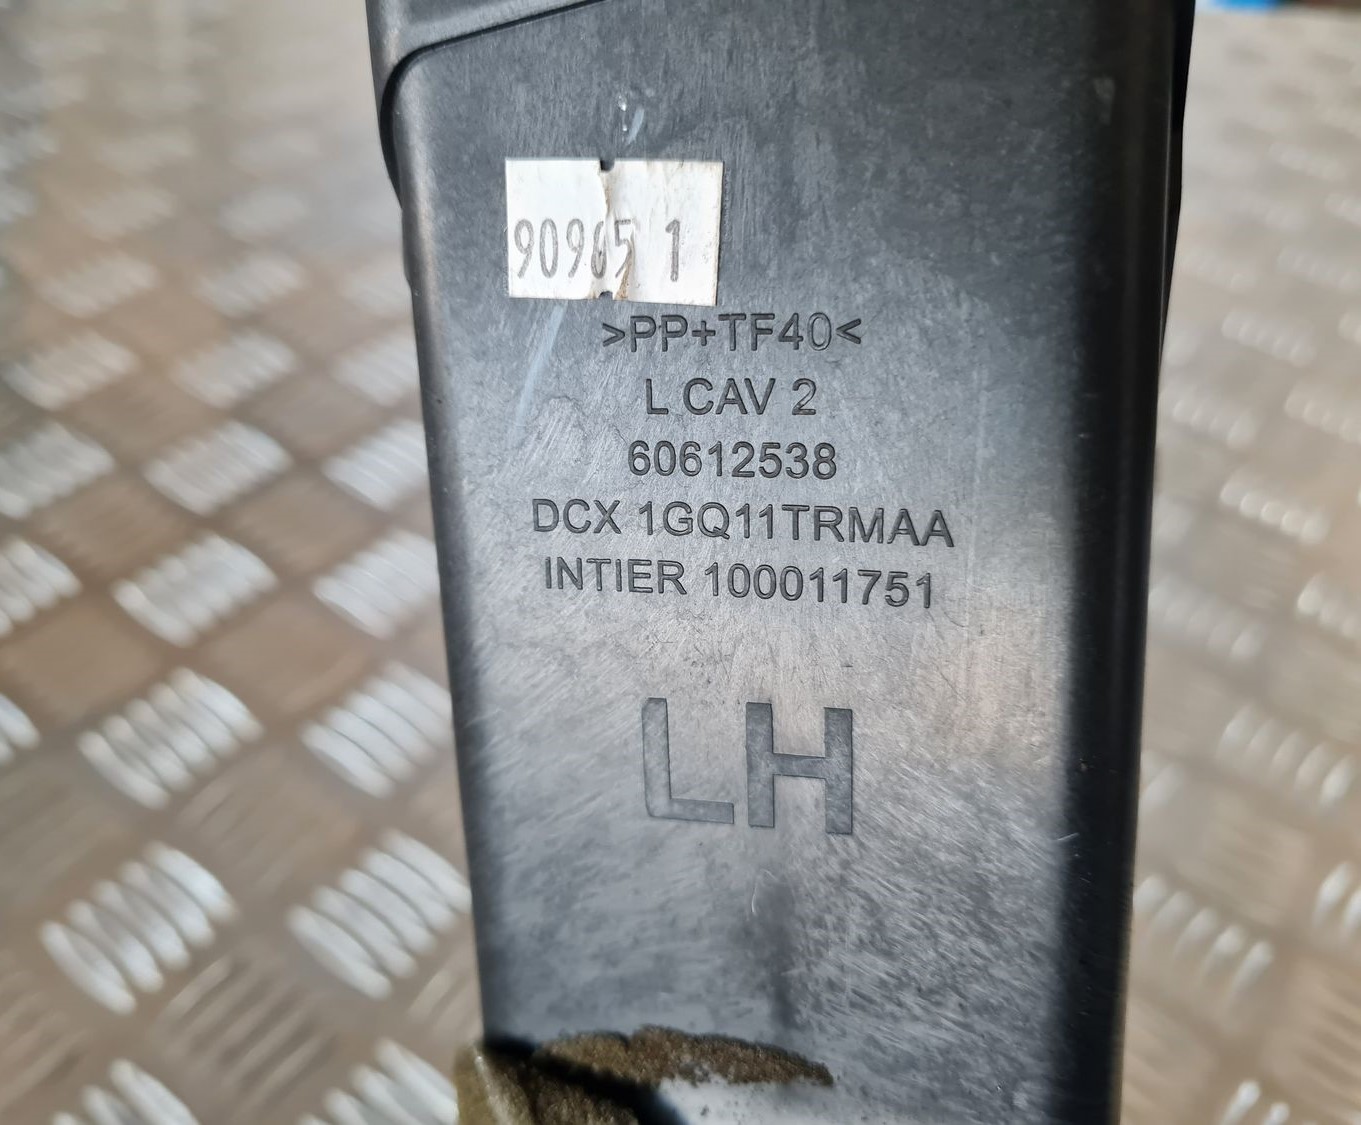 90965 1
>PP+TF40<
L CAV 2
60612538
DCX 1GQ11TRMAA
INTIER 100011751
LH